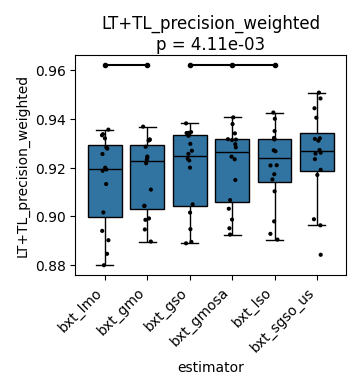 LT+TL_precision_weighted
p = 4.11e-03
LT+TL_precision_weighted
0.96
0.94
0.92
0.90
0.88
bxt_lmo
bxt_gmo
bxt_gso
bxt_gmosa
bxt_lso
bxt_sgso_us
estimator